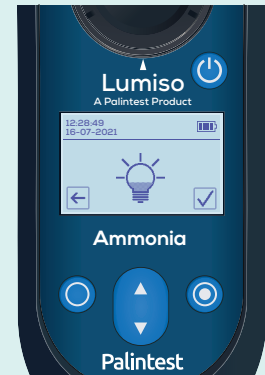 Lumiso
A Palintest Product
12:28:49
16-07-2021
Ammonia
Palintest